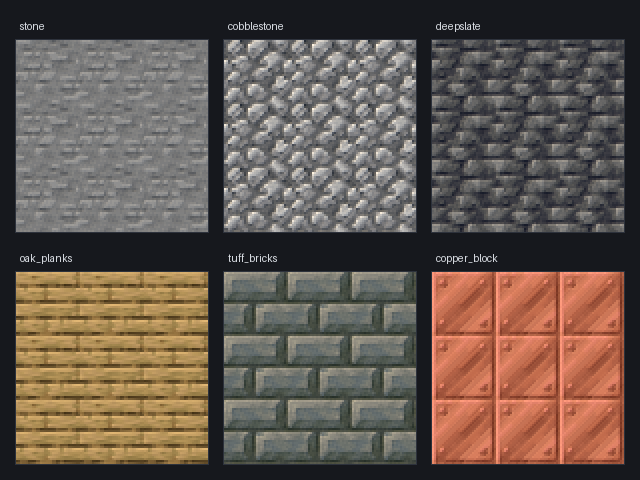 stone
cobblestone
deepslate
oak_planks
tuff_bricks
copper_block